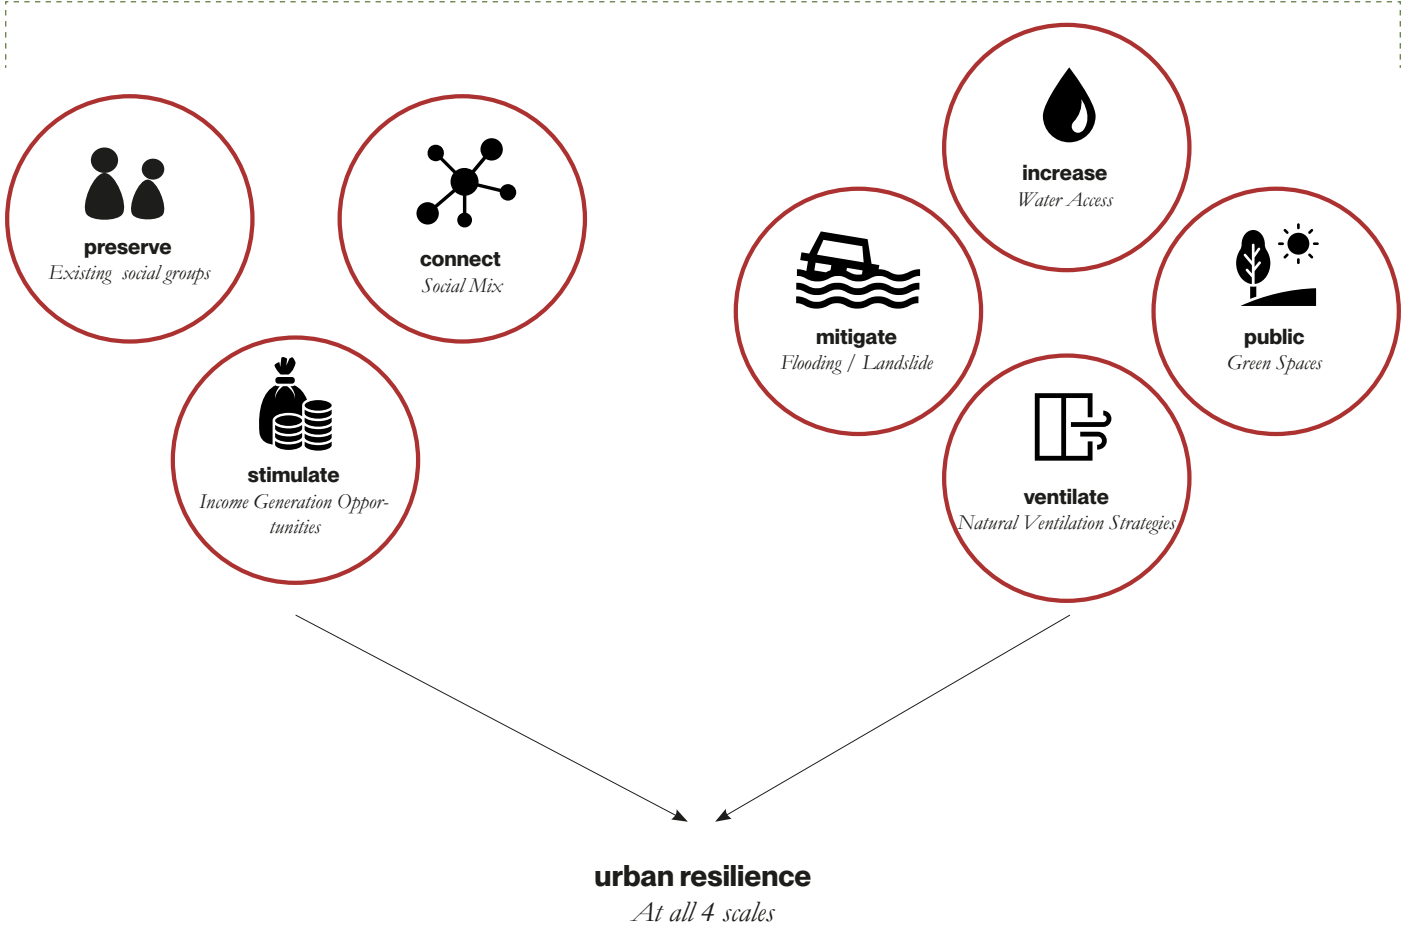 preserve
Existing social groups
connect
Social Mix
stimulate
Income Generation Oppor-
tunities
increase
Water Access
mitigate
Flooding / Landslide
public
Green Spaces
ventilate
Natural Ventilation Strategies
urban resilience
At all 4 scales